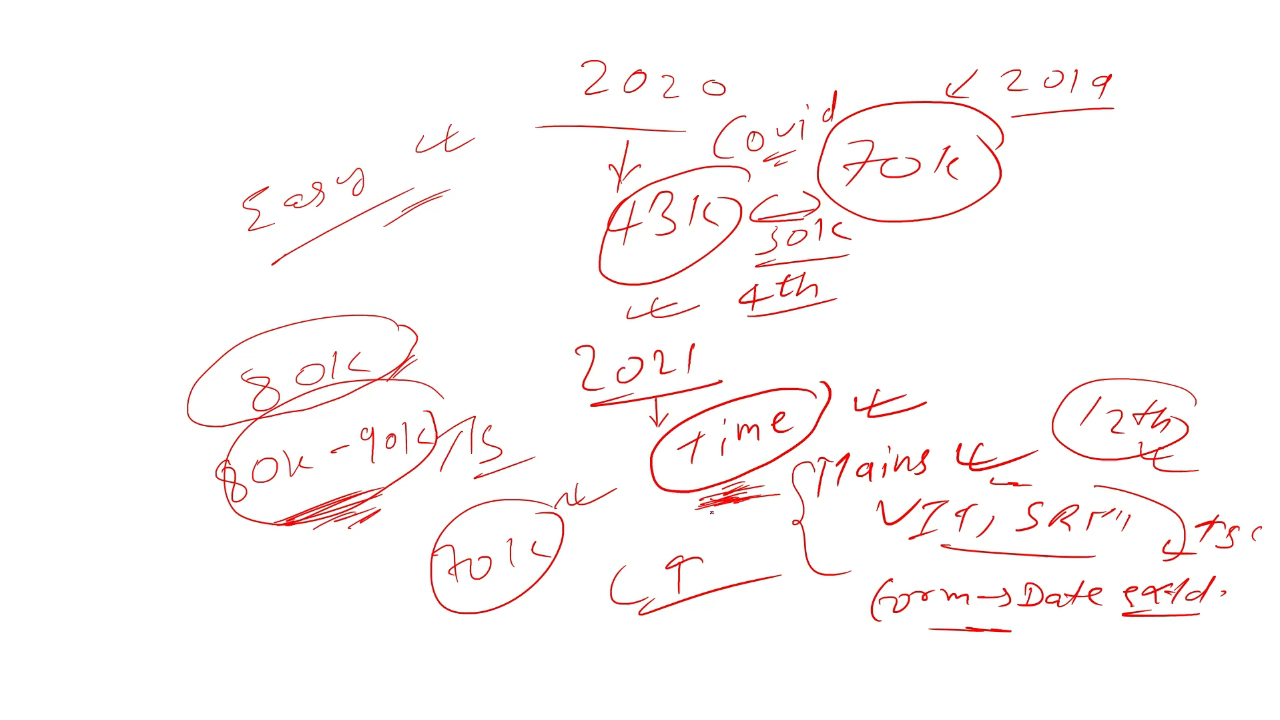 2020
2019
Covid
70k
Easy
43k
30k
4th
2021
80k
time
12th
80k-90k
Mains
70k
VIT, SRM
Form → Date extd.